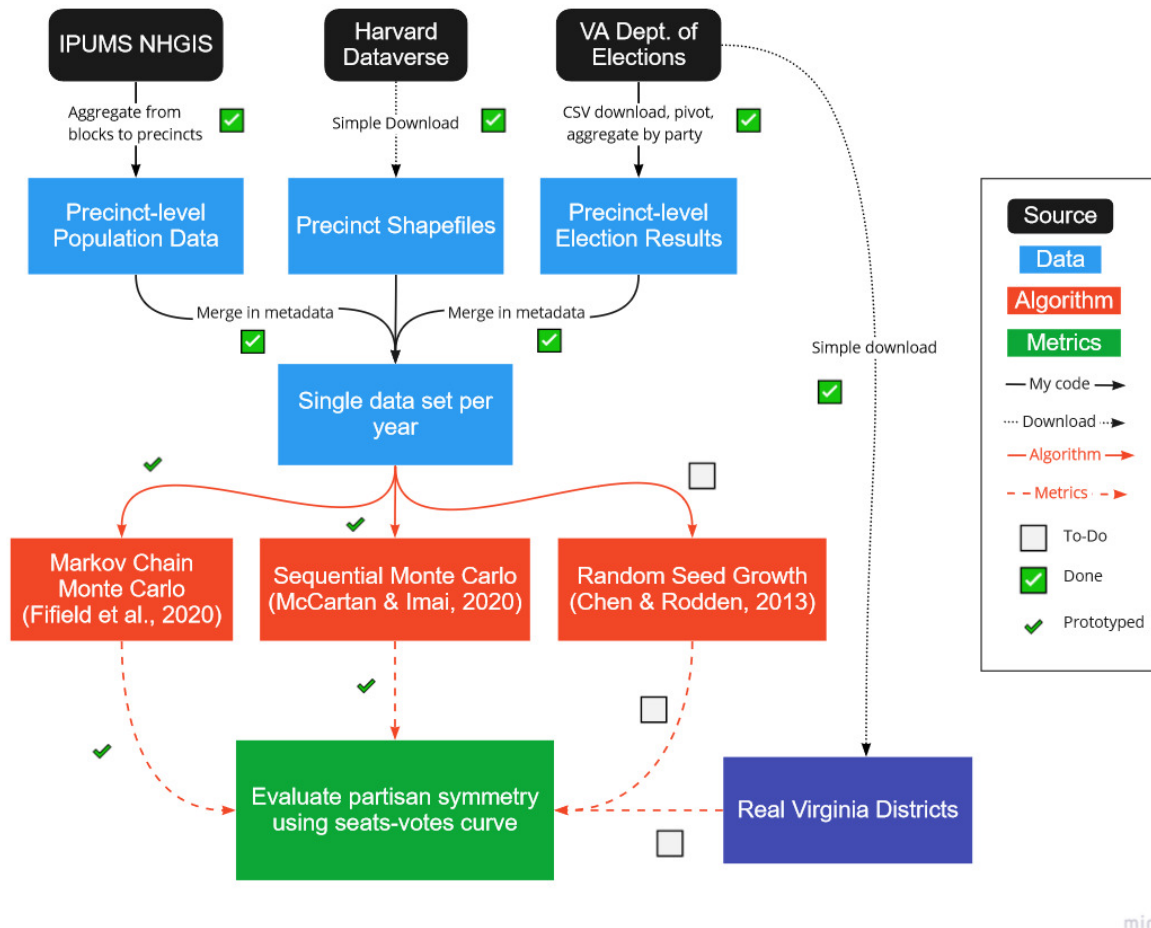 IPUMS NHGIS
Harvard
Dataverse
VA Dept. of
Elections
Aggregate from
blocks to precincts
Simple Download
CSV download, pivot,
aggregate by party
Precinct-level
Population Data
Precinct Shapefiles
Precinct-level
Election Results
Merge in metadata
Merge in metadata
Simple download
Single data set per
year
Markov Chain
Monte Carlo
(Fifield et al., 2020)
Sequential Monte Carlo
(McCartan & Imai, 2020)
Random Seed Growth
(Chen & Rodden, 2013)
Evaluate partisan symmetry
using seats-votes curve
Real Virginia Districts
Source
Data
Algorithm
Metrics
My code
Download
Algorithm
Metrics
To-Do
Done
Prototyped